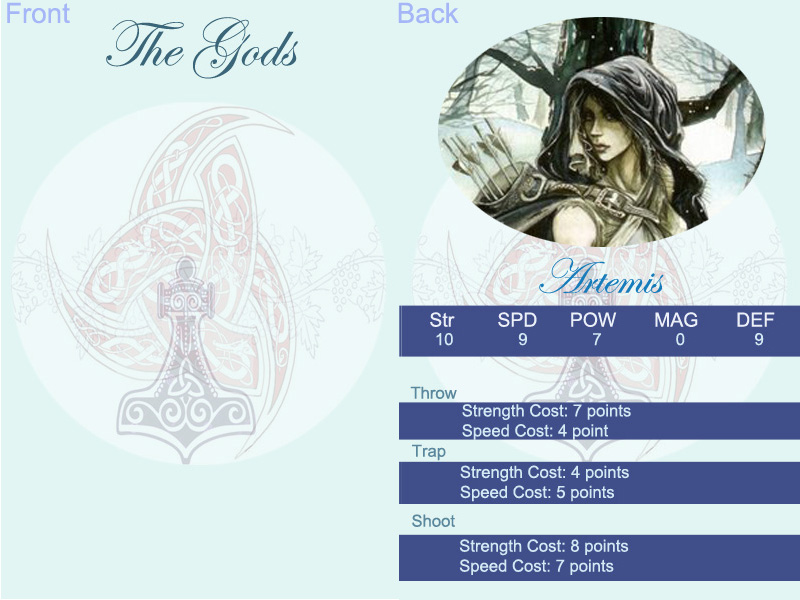 Front
The Gods
Back
Artemis
Str SPD POW MAG DEF
10 9 7 0 9
Throw
Strength Cost: 7 points
Speed Cost: 4 point
Trap
Strength Cost: 4 points
Speed Cost: 5 points
Shoot
Strength Cost: 8 points
Speed Cost: 7 points